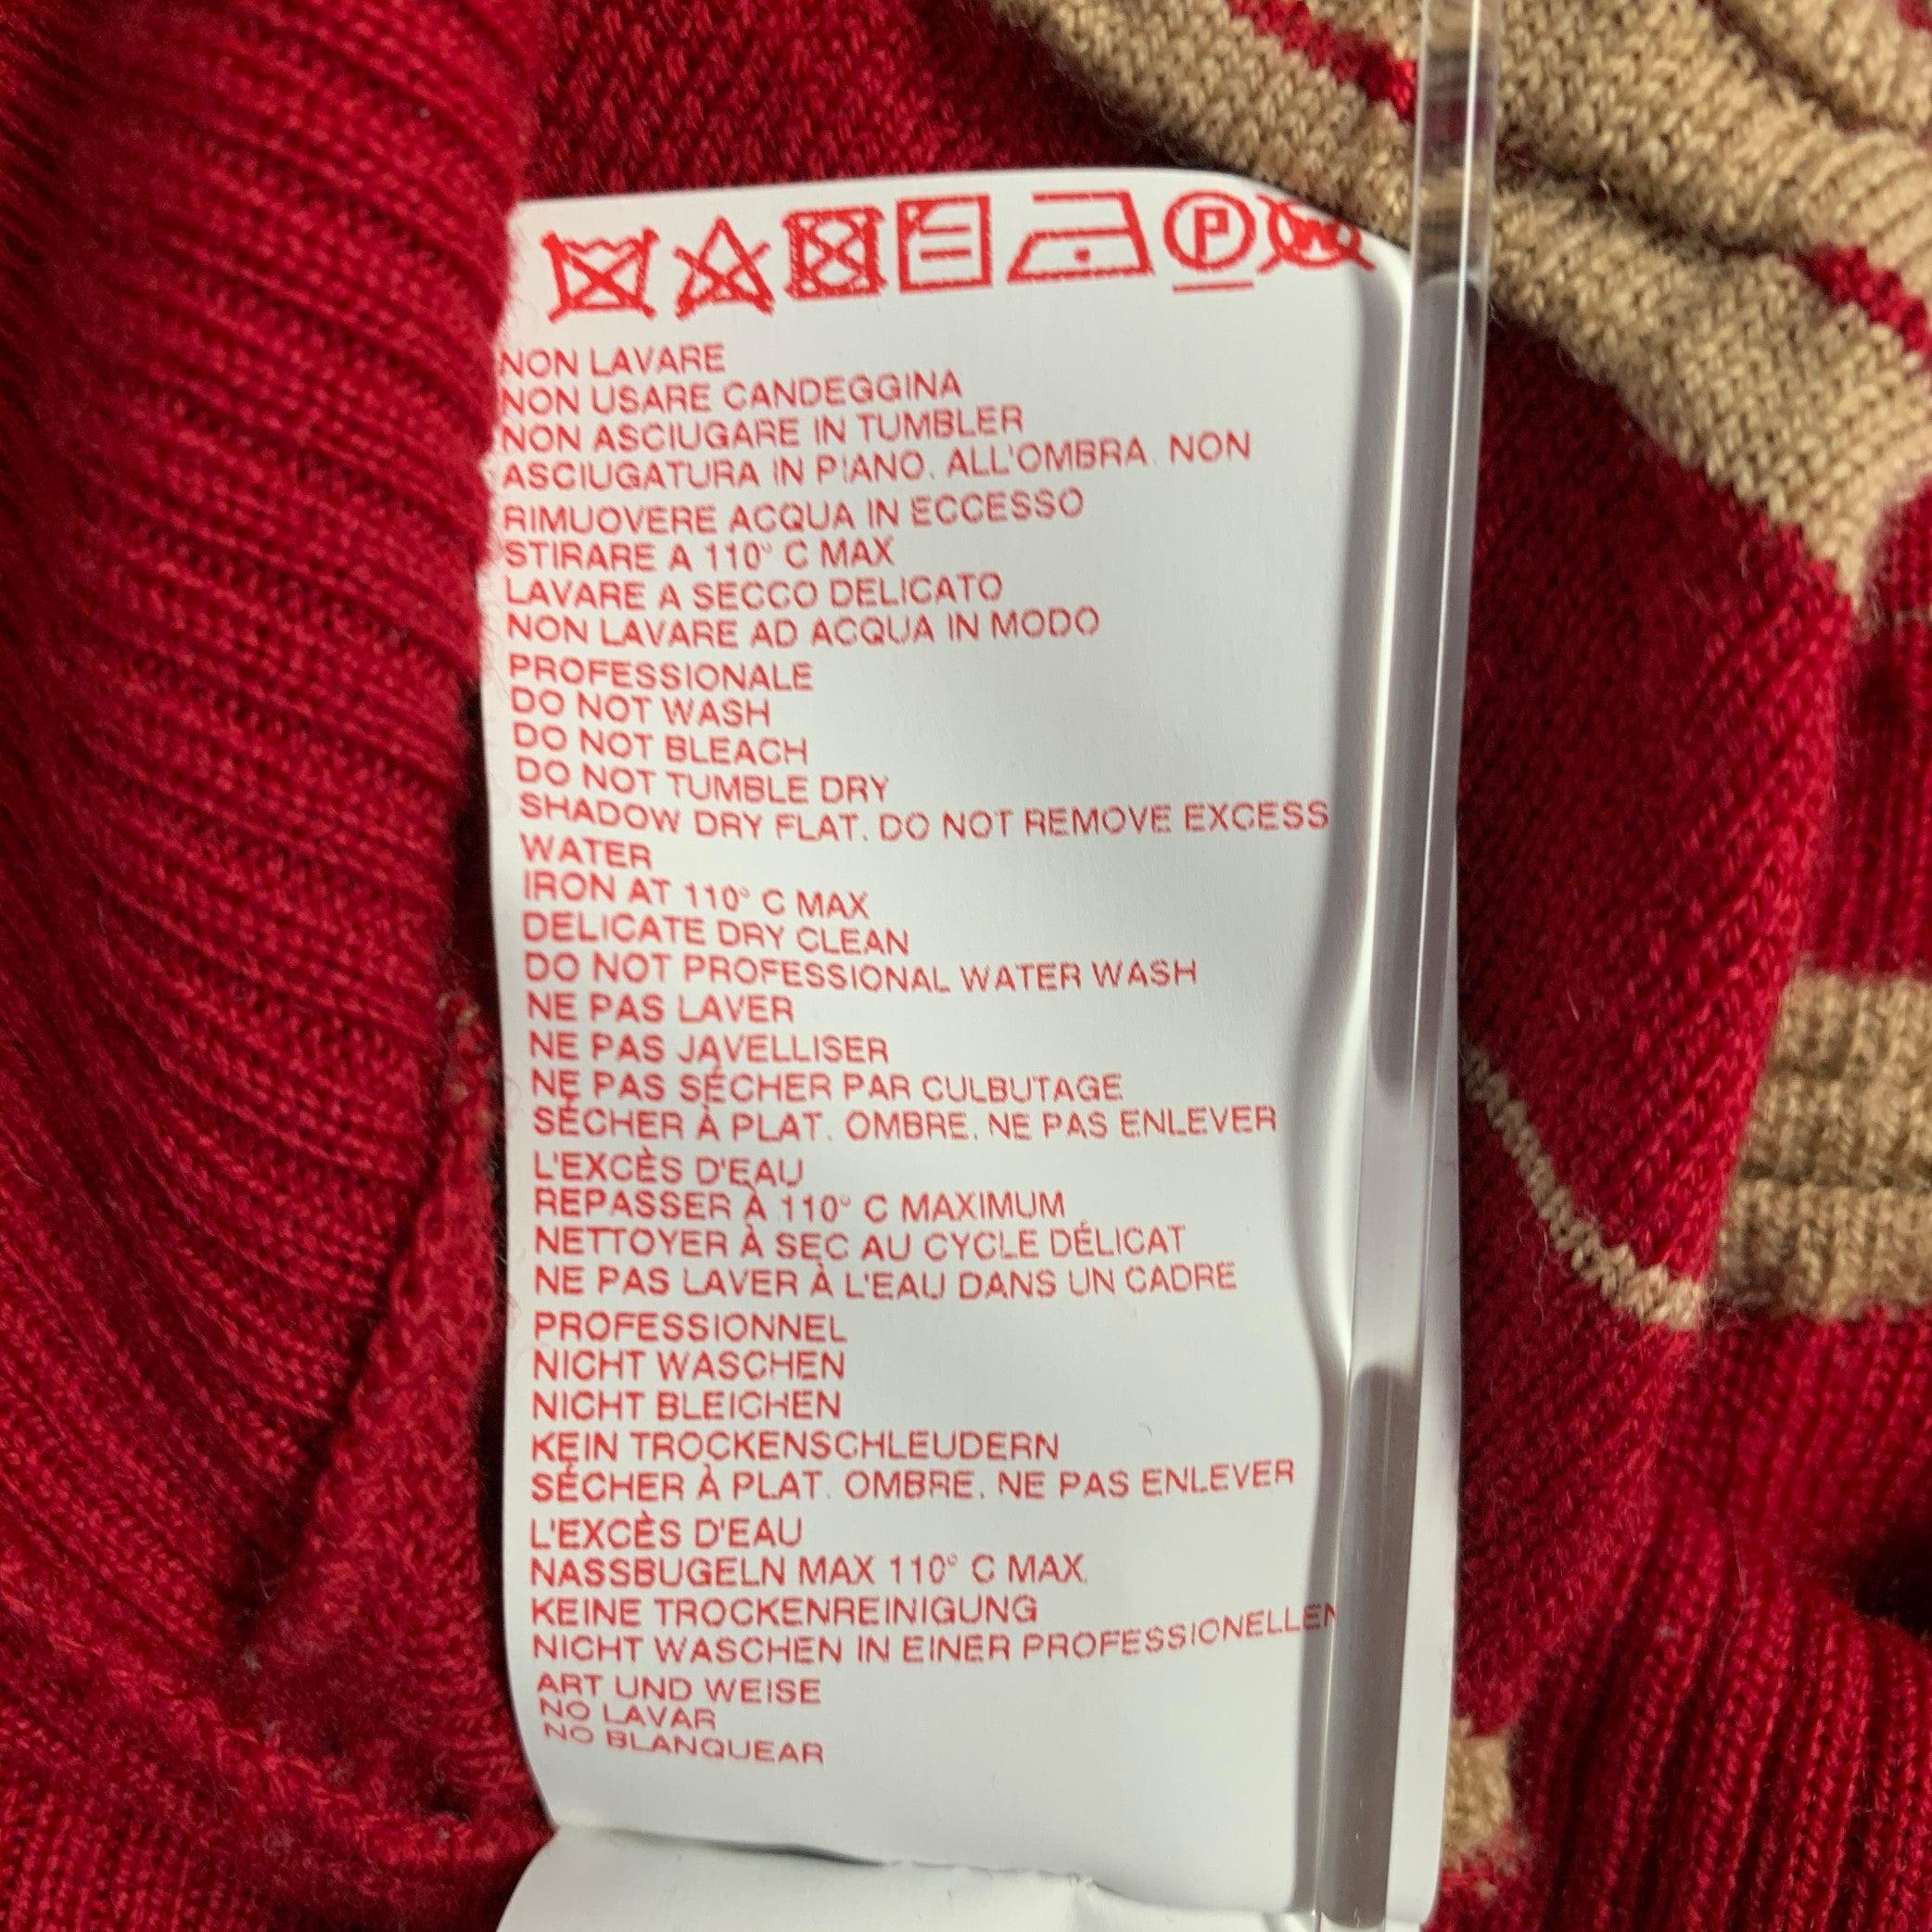 P
W
NON LAVARE
NON USARE CANDEGGINA
NON ASCIUGARE IN TUMBLER
ASCIUGATURA IN PIANO. ALL'OMBRA. NON
RIMUOVERE ACQUA IN ECCESSO
STIRARE A 110° C MAX
LAVARE A SECCO DELICATO
NON LAVARE AD ACQUA IN MODO
PROFESSIONALE
DO NOT WASH
DO NOT BLEACH
DO NOT TUMBLE DRY
SHADOW DRY FLAT. DO NOT REMOVE EXCESS
WATER
IRON AT 110° C MAX
DELICATE DRY CLEAN
DO NOT PROFESSIONAL WATER WASH
NE PAS LAVER
NE PAS JAVELLISER
NE PAS SÉCHER PAR CULBUTAGE
SÉCHER À PLAT. OMBRE. NE PAS ENLEVER
L'EXCÈS D'EAU
REPASSER À 110° C MAXIMUM
NETTOYER À SEC AU CYCLE DÉLICAT
NE PAS LAVER À L'EAU DANS UN CADRE
PROFESSIONNEL
NICHT WASCHEN
NICHT BLEICHEN
KEIN TROCKENSCHLEUDERN
SÉCHER À PLAT. OMBRE. NE PAS ENLEVER
L'EXCÈS D'EAU
NASSBUGELN MAX 110° C MAX.
KEINE TROCKENREINIGUNG
NICHT WASCHEN IN EINER PROFESSIONELLEN
ART UND WEISE
NO LAVAR
NO BLANQUEAR